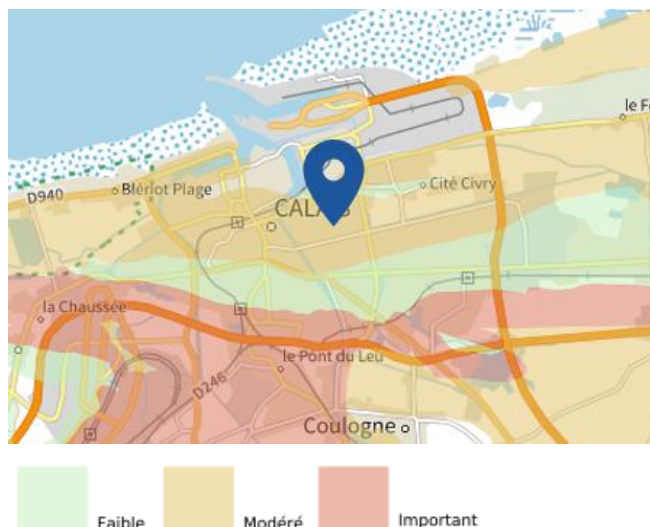 le F
D940
Blériot Plage
Cité Civry
CALAIS
la Chaussée
le Pont du Leu
D246
Coulogne
Faible
Modéré
Important